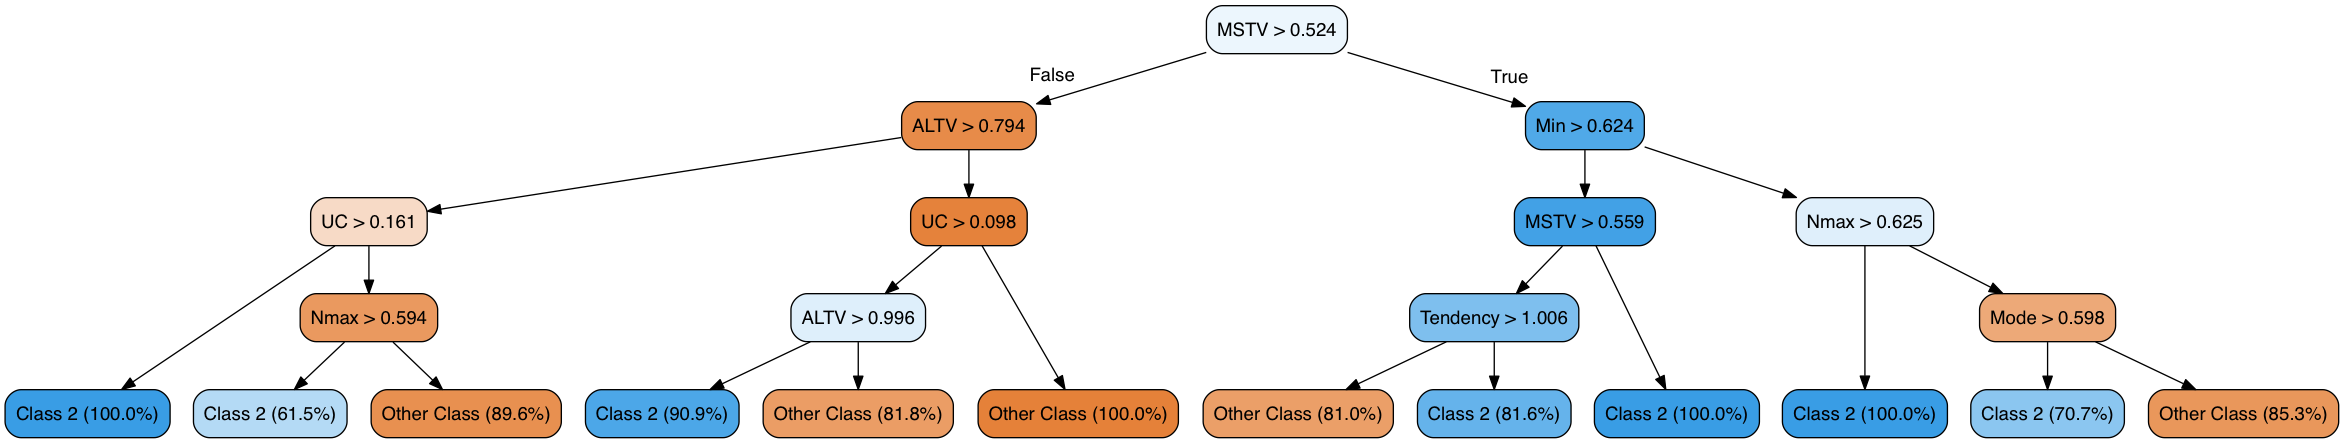 MSTV > 0.524
False
True
ALTV > 0.794
Min > 0.624
UC > 0.161
UC > 0.098
MSTV > 0.559
Nmax > 0.625
Nmax > 0.594
ALTV > 0.996
Tendency > 1.006
Mode > 0.598
Class 2 (100.0%)
Class 2 (61.5%)
Other Class (89.6%)
Class 2 (90.9%)
Other Class (81.8%)
Other Class (100.0%)
Other Class (81.0%)
Class 2 (81.6%)
Class 2 (100.0%)
Class 2 (100.0%)
Class 2 (70.7%)
Other Class (85.3%)